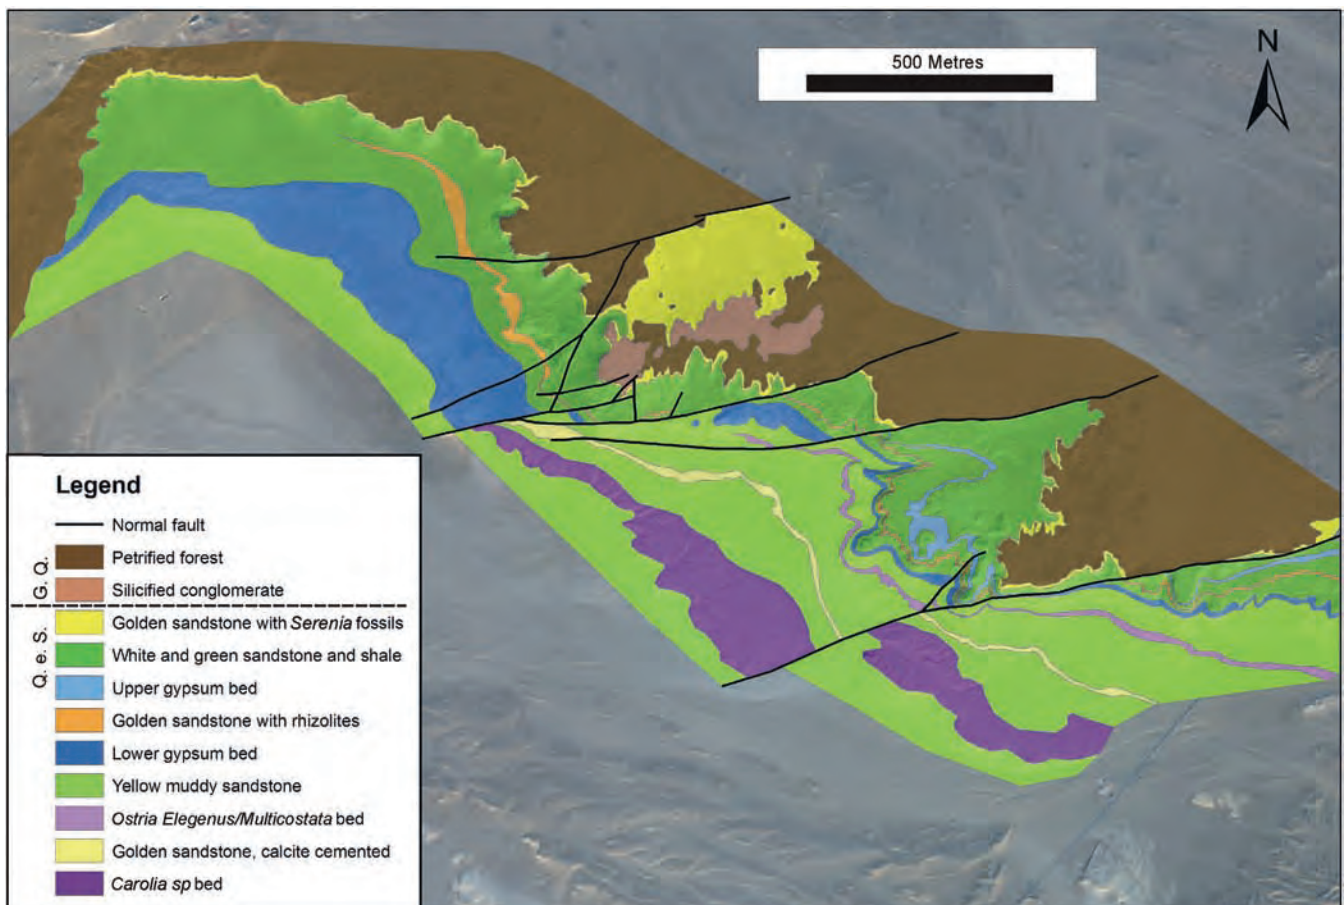 500 Metres
N
Legend
Normal fault
G. Q.
Petrified forest
Silicified conglomerate
Q. e. S.
Golden sandstone with Serenia fossils
White and green sandstone and shale
Upper gypsum bed
Golden sandstone with rhizolites
Lower gypsum bed
Yellow muddy sandstone
Ostria Elegenus/Multicostata bed
Golden sandstone, calcite cemented
Carolia sp bed